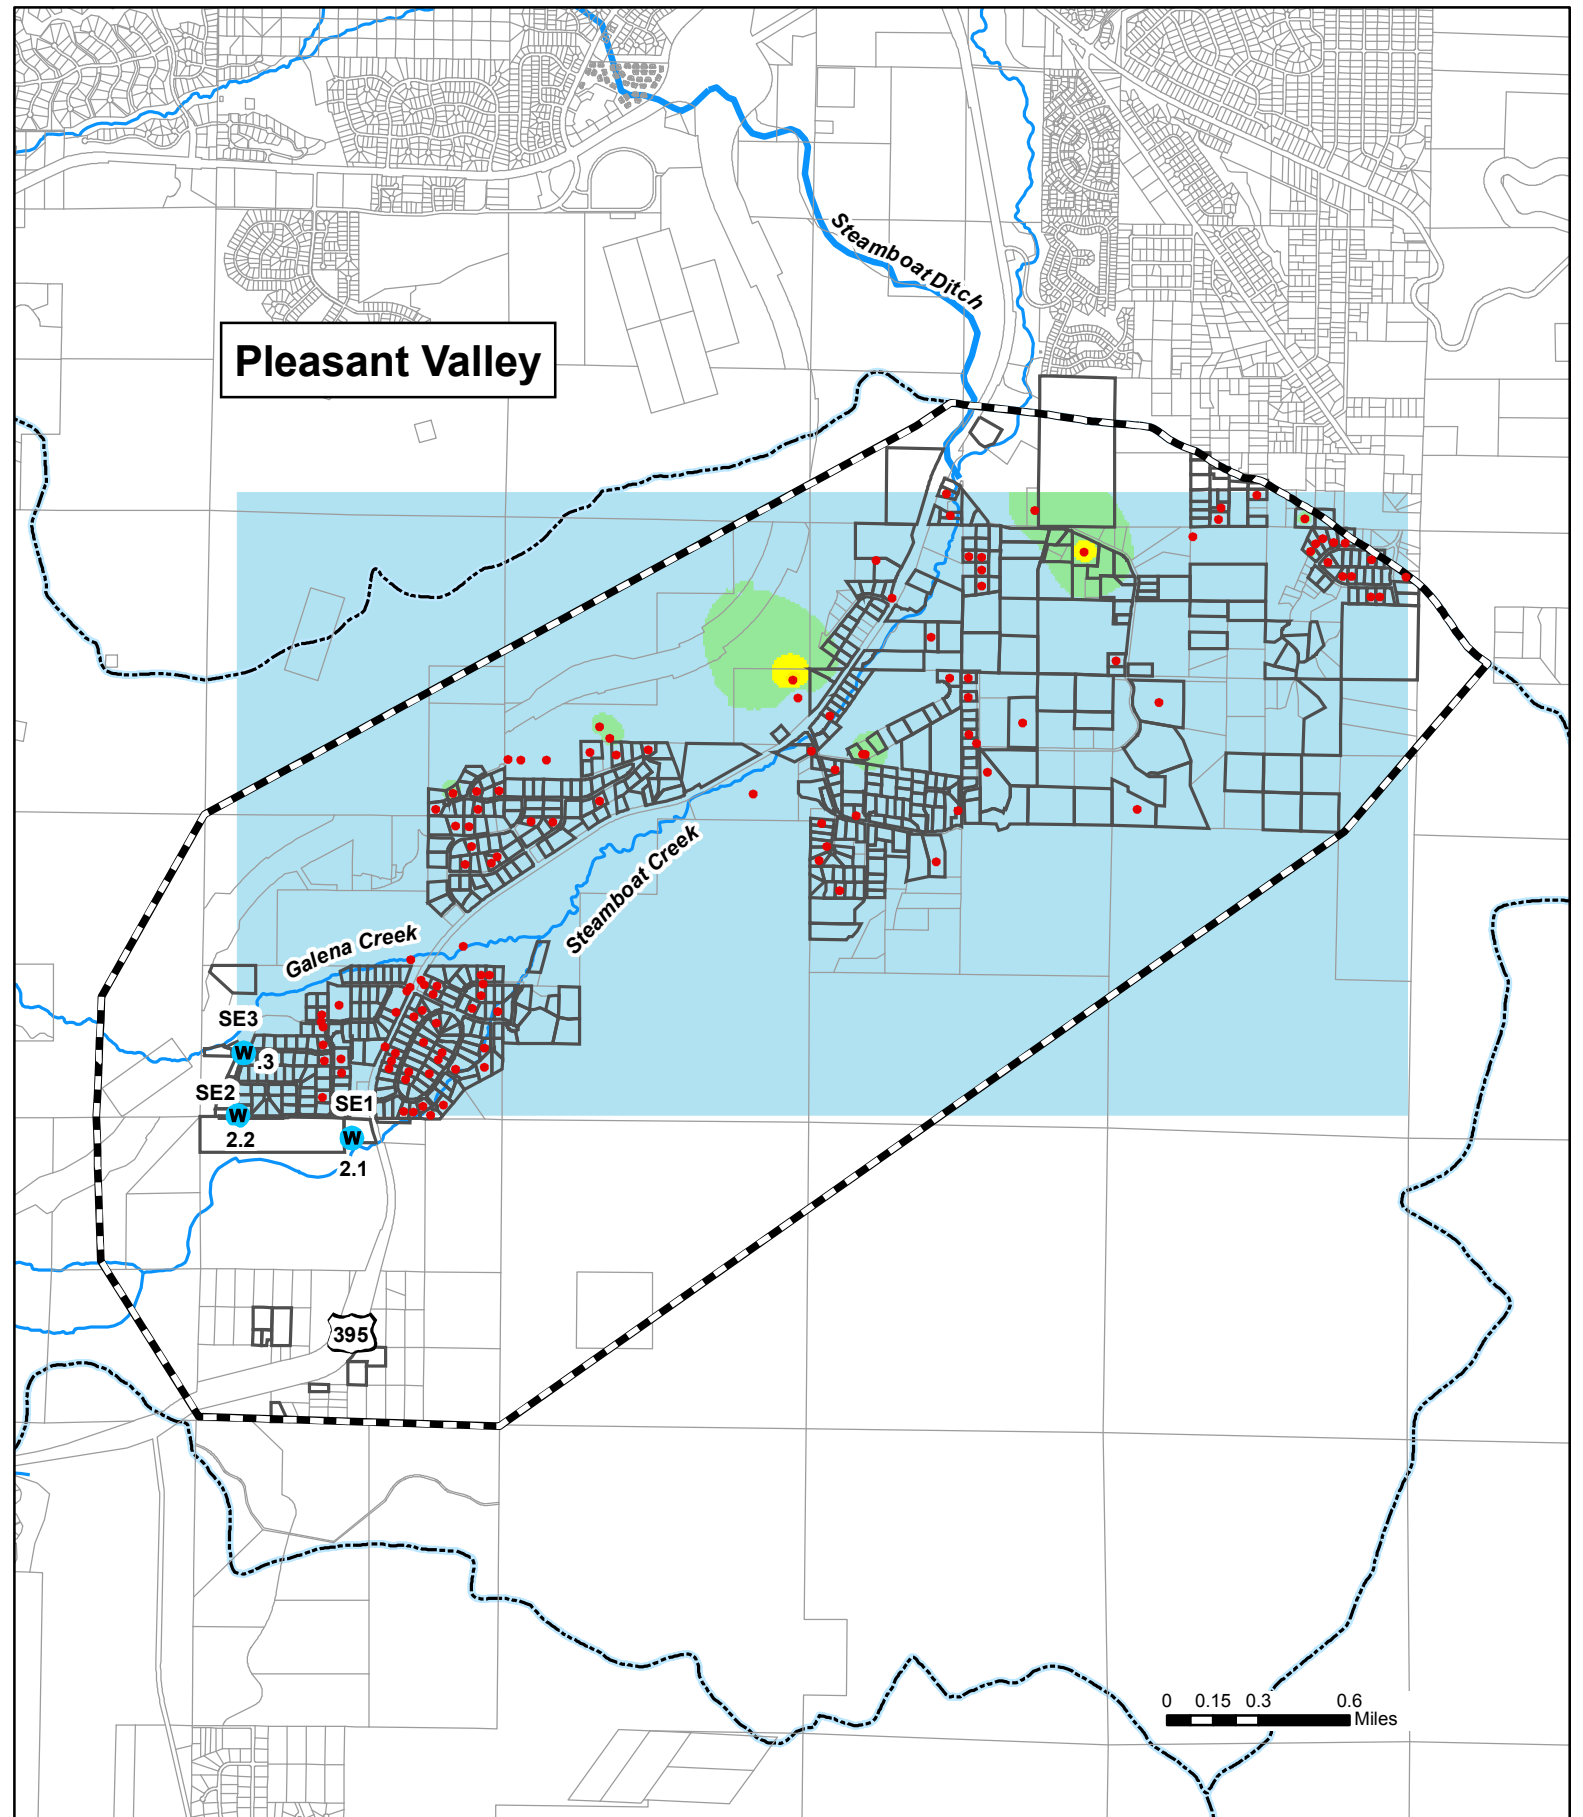 Steamboat Ditch
Pleasant Valley
Steamboat Creek
Galena Creek
SE3
W
.3
SE2
W
2.2
SE1
W
2.1
395
0 0.15 0.3 0.6
Miles